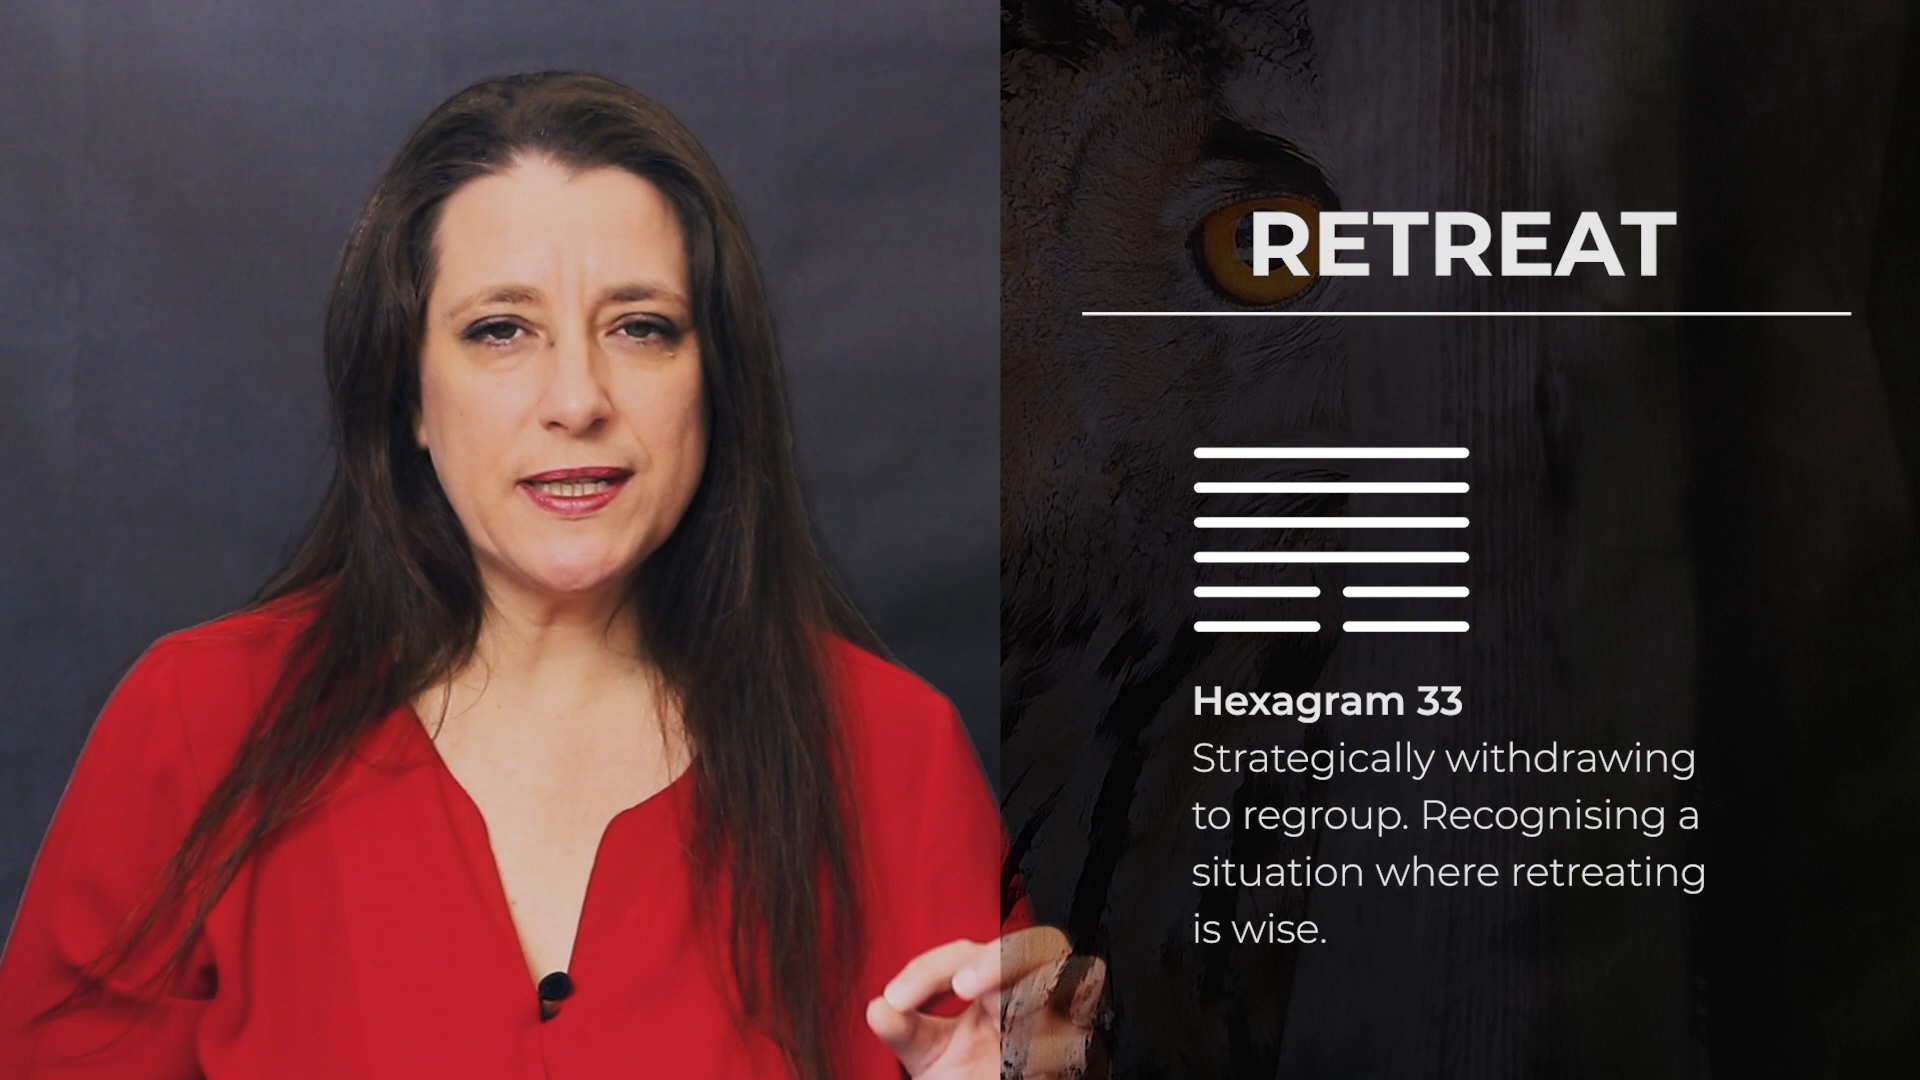 RETREAT
Hexagram 33
Strategically withdrawing
to regroup. Recognising a
situation where retreating
is wise.